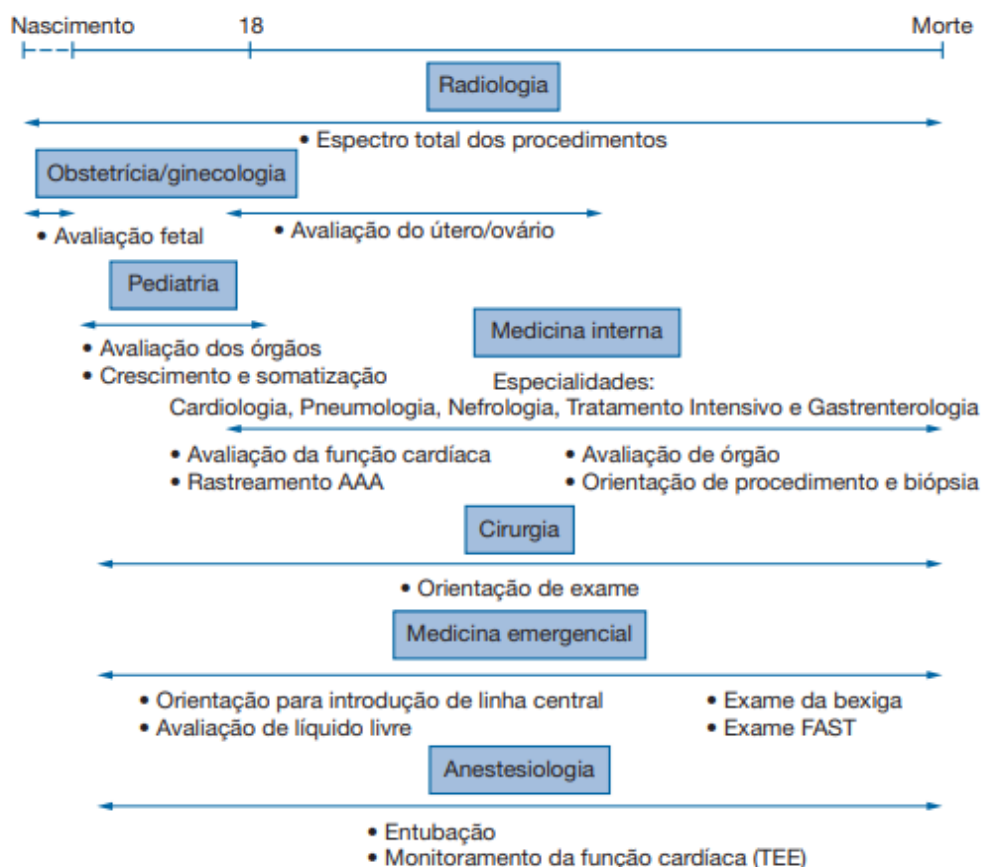 Nascimento 18 Morte
Radiologia
• Espectro total dos procedimentos
Obstetrícia/ginecologia
• Avaliação fetal • Avaliação do útero/ovário
Pediatria
• Avaliação dos órgãos
• Crescimento e somatização
Medicina interna
Especialidades:
Cardiologia, Pneumologia, Nefrologia, Tratamento Intensivo e Gastrenterologia
• Avaliação da função cardíaca • Avaliação de órgão
• Rastreamento AAA • Orientação de procedimento e biópsia
Cirurgia
• Orientação de exame
Medicina emergencial
• Orientação para introdução de linha central • Exame da bexiga
• Avaliação de líquido livre • Exame FAST
Anestesiologia
• Entubação
• Monitoramento da função cardíaca (TEE)